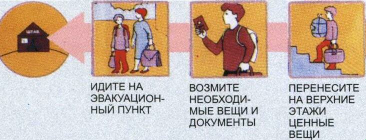 ИДИТЕ НА
ЭВАКУАЦИОН-
НЫЙ ПУНКТ
ВОЗМИТЕ
НЕОБХОДИ-
МЫЕ ВЕЩИ И
ДОКУМЕНТЫ
ПЕРЕНЕСИТЕ
НА ВЕРХНИЕ
ЭТАЖИ
ЦЕННЫЕ
ВЕЩИ